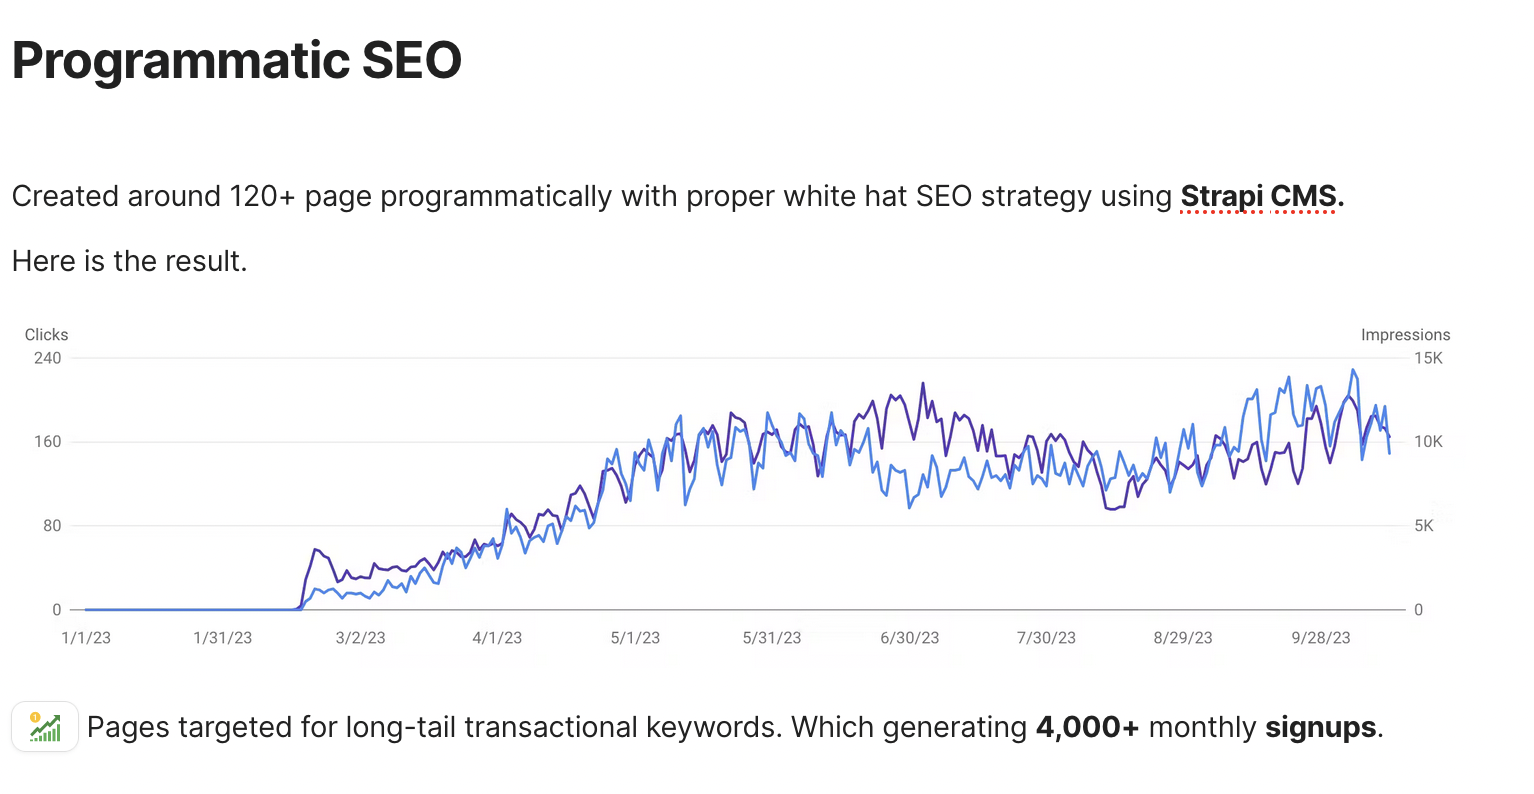 Programmatic SEO
Created around 120+ page programmatically with proper white hat SEO strategy using Strapi CMS.
Here is the result.
Clicks Impressions
240 15K
160 10K
80 5K
0 0
1/1/23 1/31/23 3/2/23 4/1/23 5/1/23 5/31/23 6/30/23 7/30/23 8/29/23 9/28/23
Pages targeted for long-tail transactional keywords. Which generating 4,000+ monthly signups.